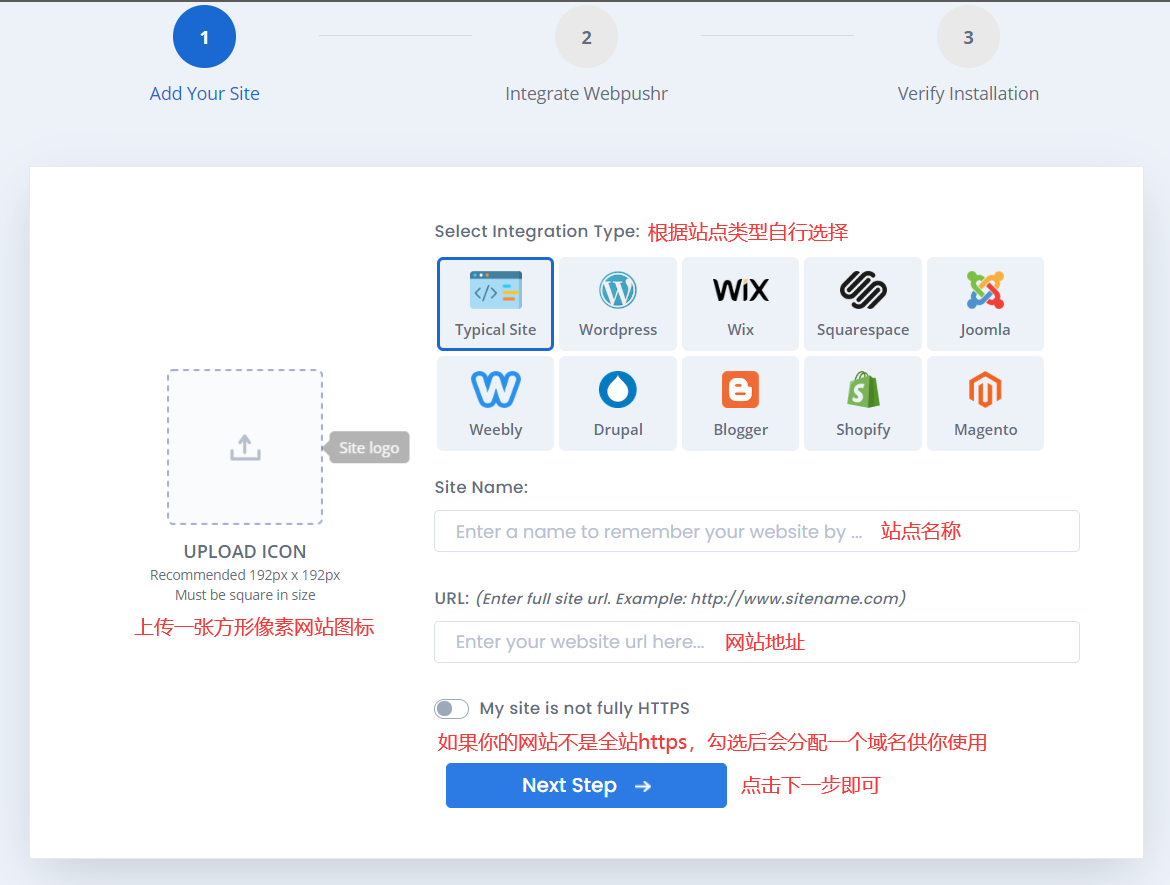 1
2
3
Add Your Site
Integrate Webpushr
Verify Installation
Select Integration Type: 根据站点类型自行选择
Typical Site
Wordpress
WiX
Wix
Squarespace
Joomla
Weebly
Drupal
Blogger
Shopify
Magento
Site logo
UPLOAD ICON
Recommended 192px x 192px
Must be square in size
上传一张方形像素网站图标
Site Name:
Enter a name to remember your website by ... 站点名称
URL: (Enter full site url. Example: http://www.sitename.com)
Enter your website url here... 网站地址
My site is not fully HTTPS
如果你的网站不是全站https，勾选后会分配一个域名供你使用
Next Step → 点击下一步即可